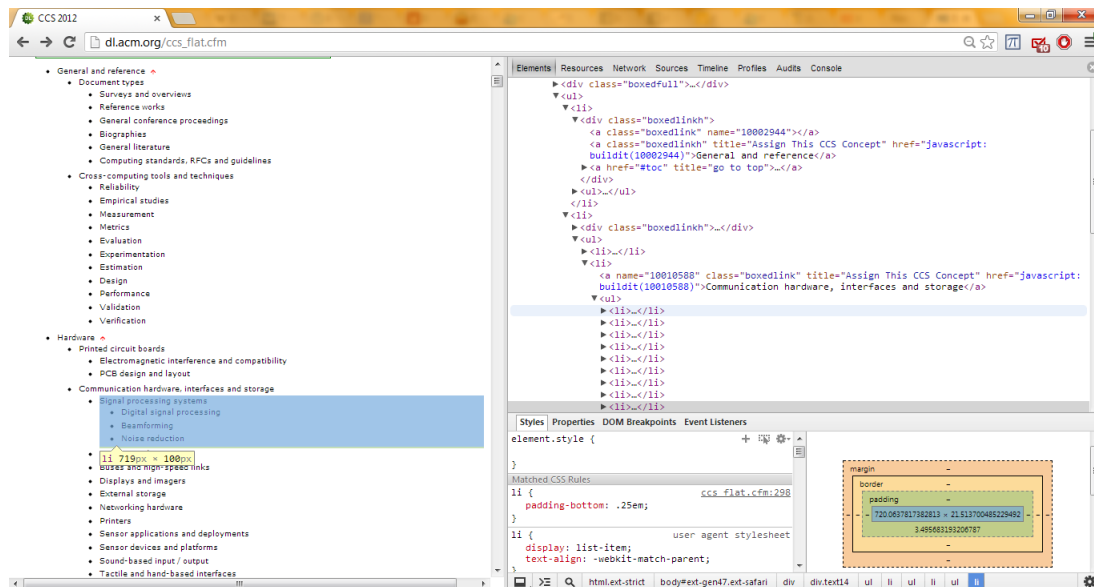 CCS 2012
dl.acm.org/ccs_flat.cfm
10
General and reference
Document types
Surveys and overviews
Reference works
General conference proceedings
Biographies
General literature
Computing standards, RFCs and guidelines
Cross-computing tools and techniques
Reliability
Empirical studies
Measurement
Metrics
Evaluation
Experimentation
Estimation
Design
Performance
Validation
Verification
Hardware
Printed circuit boards
Electromagnetic interference and compatibility
PCB design and layout
Communication hardware, interfaces and storage
Signal processing systems
Digital signal processing
Beamforming
Noise reduction
li 719px × 100px
Buses and high-speed links
Displays and imagers
External storage
Networking hardware
Printers
Sensor applications and deployments
Sensor devices and platforms
Sound-based input / output
Tactile and hand-based interfaces
Elements Resources Network Sources Timeline Profiles Audits Console
▶<div class="boxedfull">…</div>
▼<ul>
▼<li>
▼<div class="boxedlinkh">
<a class="boxedlink" name="10002944"></a>
<a class="boxedlinkh" title="Assign This CCS Concept" href="javascript:
buildit(10002944)">General and reference</a>
▶<a href="#toc" title="go to top">…</a>
</div>
▶<ul>…</ul>
</li>
▼<li>
▶<div class="boxedlinkh">…</div>
▼<ul>
▶<li>…</li>
▼<li>
<a name="10010588" class="boxedlink" title="Assign This CCS Concept" href="javascript:
buildit(10010588)">Communication hardware, interfaces and storage</a>
▼<ul>
▶<li>…</li>
▶<li>…</li>
▶<li>…</li>
▶<li>…</li>
▶<li>…</li>
▶<li>…</li>
▶<li>…</li>
▶<li>…</li>
▶<li>…</li>
Styles Properties DOM Breakpoints Event Listeners
element.style {
}
Matched CSS Rules
li { ccs_flat.cfm:298
padding-bottom: .25em;
}
li { user agent stylesheet
display: list-item;
text-align: -webkit-match-parent;
margin –
border –
padding –
– – – 720.0637817382813 × 21.513700485229492 – – –
3.495683193206787
–
–
html.ext-strict body#ext-gen47.ext-safari div div.text14 ul li ul li ul li